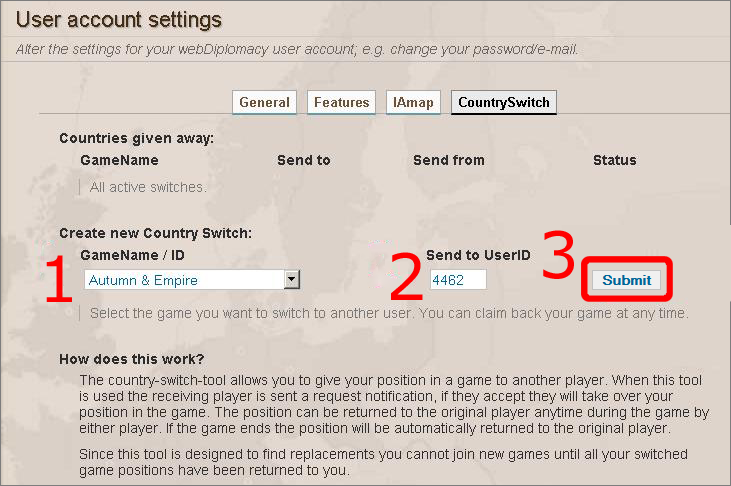 User account settings
Alter the settings for your webDiplomacy user account; e.g. change your password/e-mail.
General Features IAmap CountrySwitch
Countries given away:
GameName Send to Send from Status
All active switches.
Create new Country Switch:
GameName / ID Send to UserID
1 Autumn & Empire 2 4462 3 Submit
Select the game you want to switch to another user. You can claim back your game at any time.
How does this work?
The country-switch-tool allows you to give your position in a game to another player. When this tool
is used the receiving player is sent a request notification, if they accept they will take over your
position in the game. The position can be returned to the original player anytime during the game by
either player. If the game ends the position will be automatically returned to the original player.
Since this tool is designed to find replacements you cannot join new games until all your switched
game positions have been returned to you.